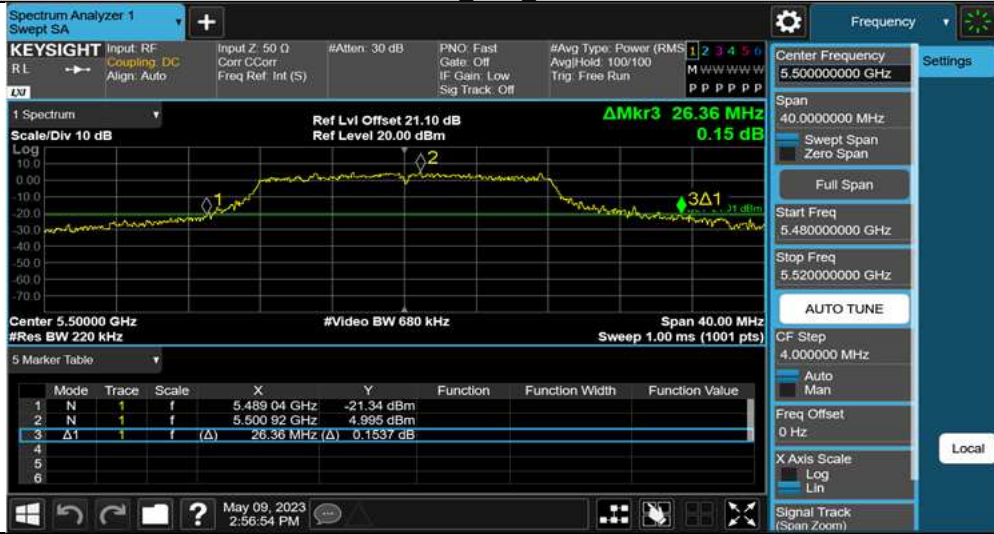 Spectrum Analyzer 1
Swept SA
+
Frequency
KEYSIGHT Input: RF Input Z: 50 Ω #Atten: 30 dB PNO: Fast #Avg Type: Power (RMS 1 2 3 4 5 6
RL Coupling: DC Corr CCorr Gate: Off Avg|Hold: 100/100 M W W W W W
Align: Auto Freq Ref: Int (S) IF Gain: Low Trig: Free Run
LXI Sig Track: Off P P P P P P
1 Spectrum
Ref Lvl Offset 21.10 dB ΔMkr3 26.36 MHz
Scale/Div 10 dB Ref Level 20.00 dBm 0.15 dB
Log
10.0
0.00
-10.0
-20.0
-30.0
-40.0
-50.0
-60.0
-70.0
1
2
3Δ1
Center 5.50000 GHz #Video BW 680 kHz Span 40.00 MHz
#Res BW 220 kHz Sweep 1.00 ms (1001 pts)
5 Marker Table
Mode Trace Scale X Y Function Function Width Function Value
1 N 1 f 5.489 04 GHz -21.34 dBm
2 N 1 f 5.500 92 GHz 4.995 dBm
3 Δ1 1 f (Δ) 26.36 MHz (Δ) 0.1537 dB
4
5
6
?
May 09, 2023
2:56:54 PM
Center Frequency
5.500000000 GHz
Span
40.0000000 MHz
Swept Span
Zero Span
Full Span
Start Freq
5.480000000 GHz
Stop Freq
5.520000000 GHz
AUTO TUNE
CF Step
4.000000 MHz
Auto
Man
Freq Offset
0 Hz
X Axis Scale
Log
Lin
Signal Track
(Span Zoom)
Settings
Local